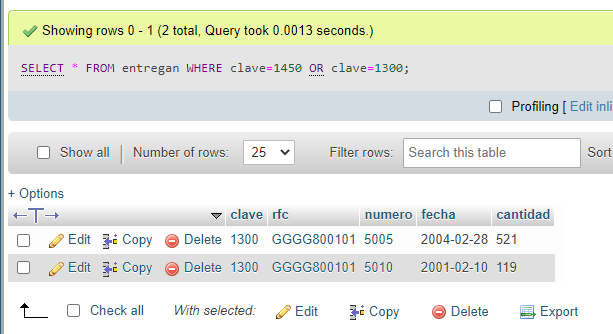 Showing rows 0 - 1 (2 total, Query took 0.0013 seconds.)
SELECT * FROM entregan WHERE clave=1450 OR clave=1300;
Profiling [ Edit inli
Show all Number of rows: 25 Filter rows: Search this table Sort
+ Options
←T→ clave rfc numero fecha cantidad
Edit Copy Delete 1300 GGGG800101 5005 2004-02-28 521
Edit Copy Delete 1300 GGGG800101 5010 2001-02-10 119
Check all With selected: Edit Copy Delete Export